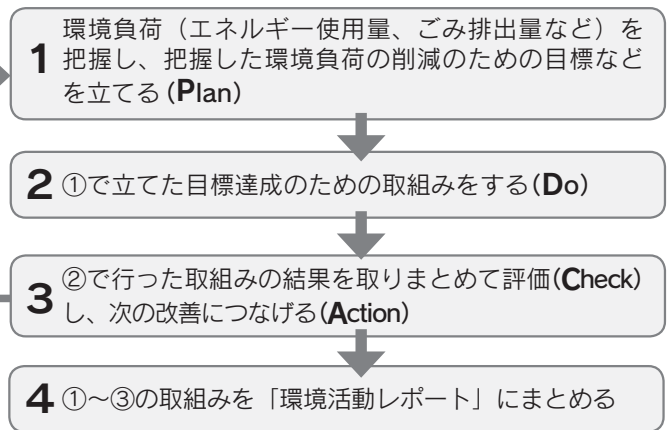 1 環境負荷（エネルギー使用量、ごみ排出量など）を
把握し、把握した環境負荷の削減のための目標など
を立てる(Plan)
2 ①で立てた目標達成のための取組みをする(Do)
3 ②で行った取組みの結果を取りまとめて評価(Check)
し、次の改善につなげる(Action)
4 ①～③の取組みを「環境活動レポート」にまとめる